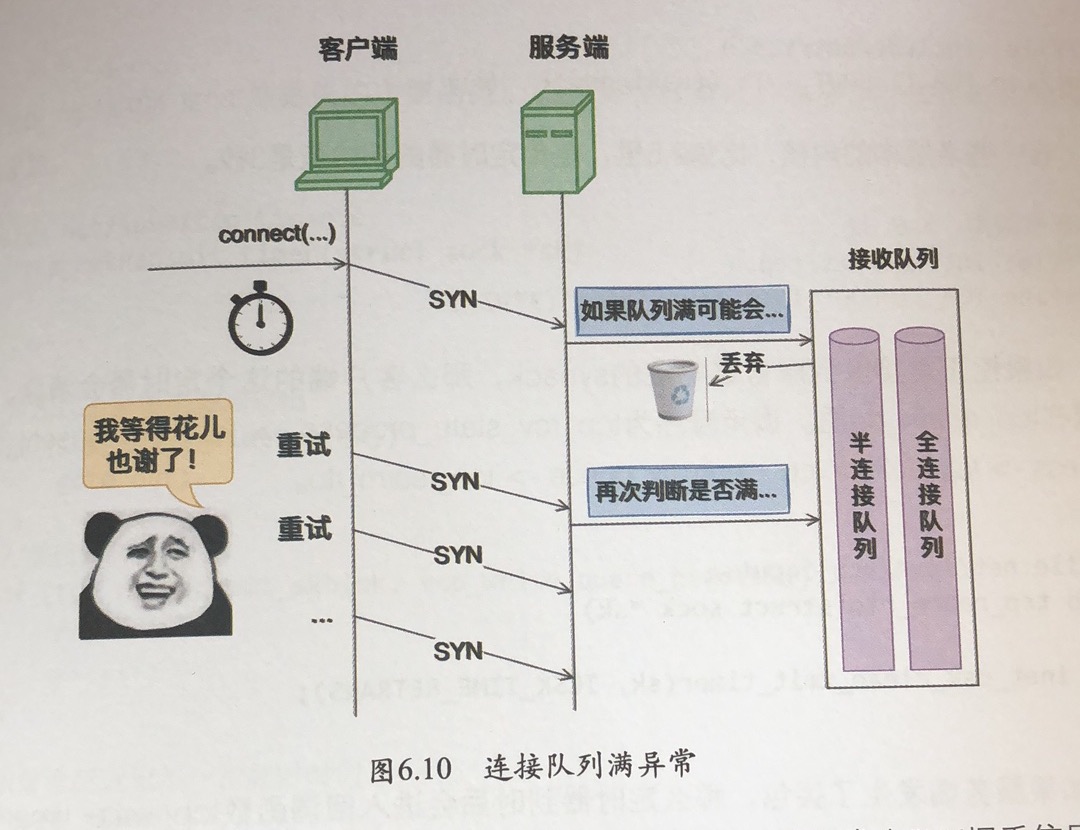 客户端
服务端
connect(...)
接收队列
SYN
如果队列满可能会...
丢弃
我等得花儿
也谢了！
重试
SYN
再次判断是否满...
半连接队列
全连接队列
重试
SYN
...
SYN
图6.10 连接队列满异常